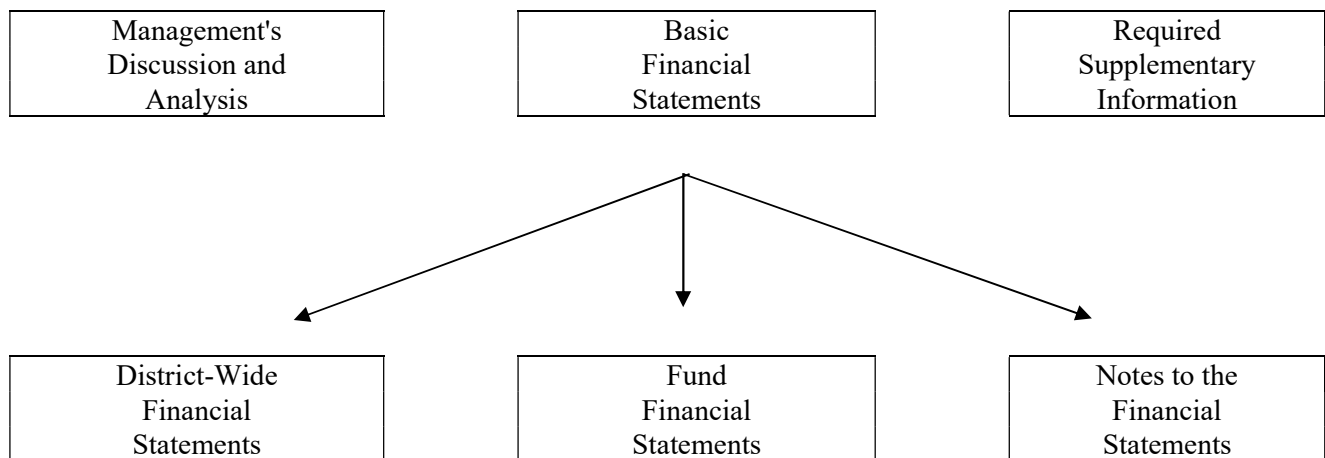 Management's
Discussion and
Analysis
Basic
Financial
Statements
Required
Supplementary
Information
District-Wide
Financial
Statements
Fund
Financial
Statements
Notes to the
Financial
Statements